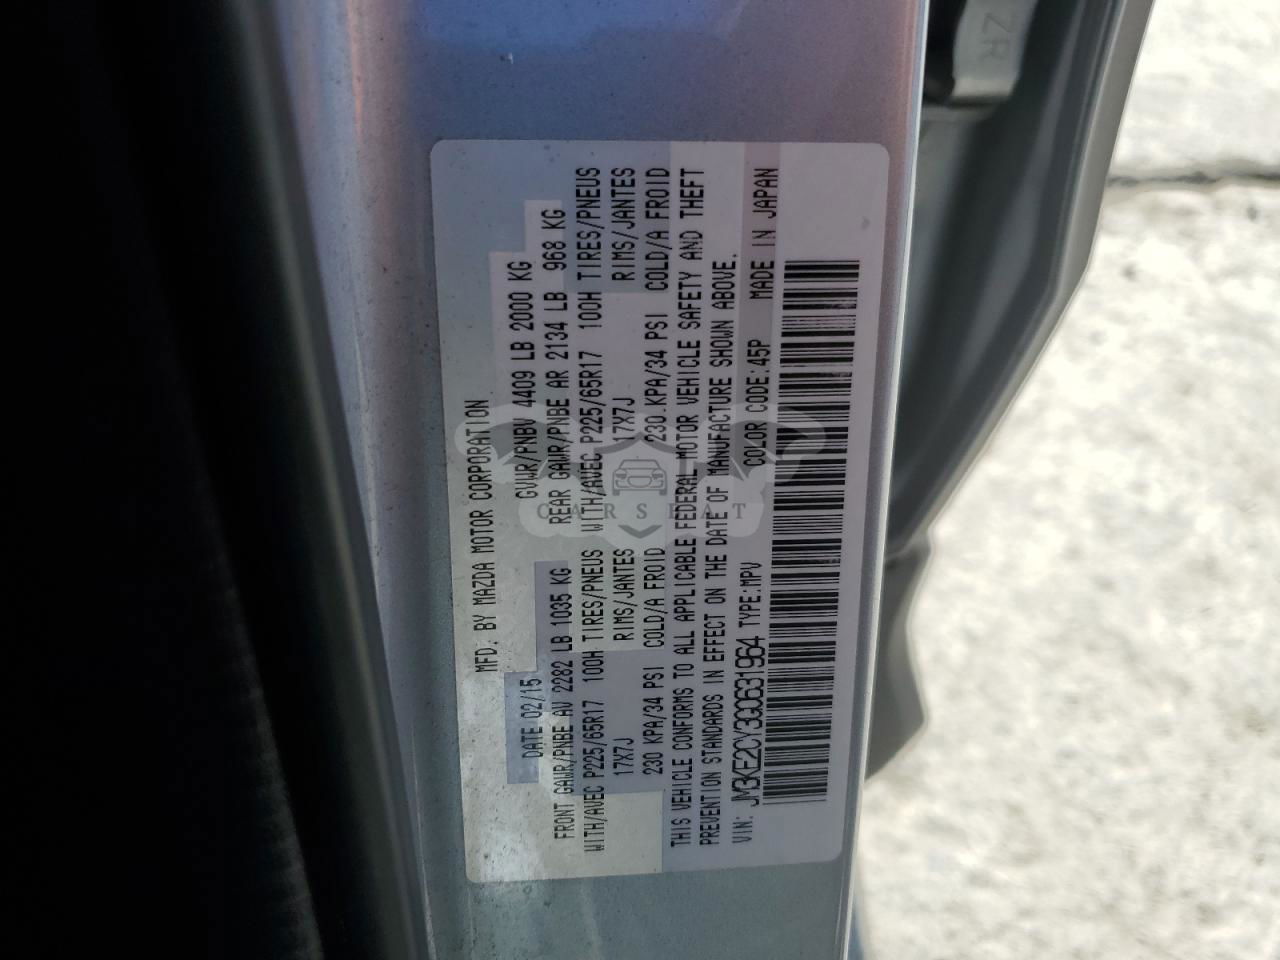 MFD. BY MAZDA MOTOR CORPORATION
DATE 02/15 GVWR/PNBV 4409 LB 2000 KG
FRONT GAWR/PNBE AV 2282 LB 1035 KG REAR GAWR/PNBE AR 2134 LB 968 KG
WITH/AVEC P225/65R17 100H TIRES/PNEUS WITH/AVEC P225/65R17 100H TIRES/PNEUS
17X7J RIMS/JANTES 17X7J RIMS/JANTES
230 KPA/34 PSI COLD/A FROID 230 KPA/34 PSI COLD/A FROID
THIS VEHICLE CONFORMS TO ALL APPLICABLE FEDERAL MOTOR VEHICLE SAFETY AND THEFT
PREVENTION STANDARDS IN EFFECT ON THE DATE OF MANUFACTURE SHOWN ABOVE.
VIN: JM3KE2CY3G0631964 TYPE:MPV COLOR CODE:45P MADE IN JAPAN
CARSTAT
ZR